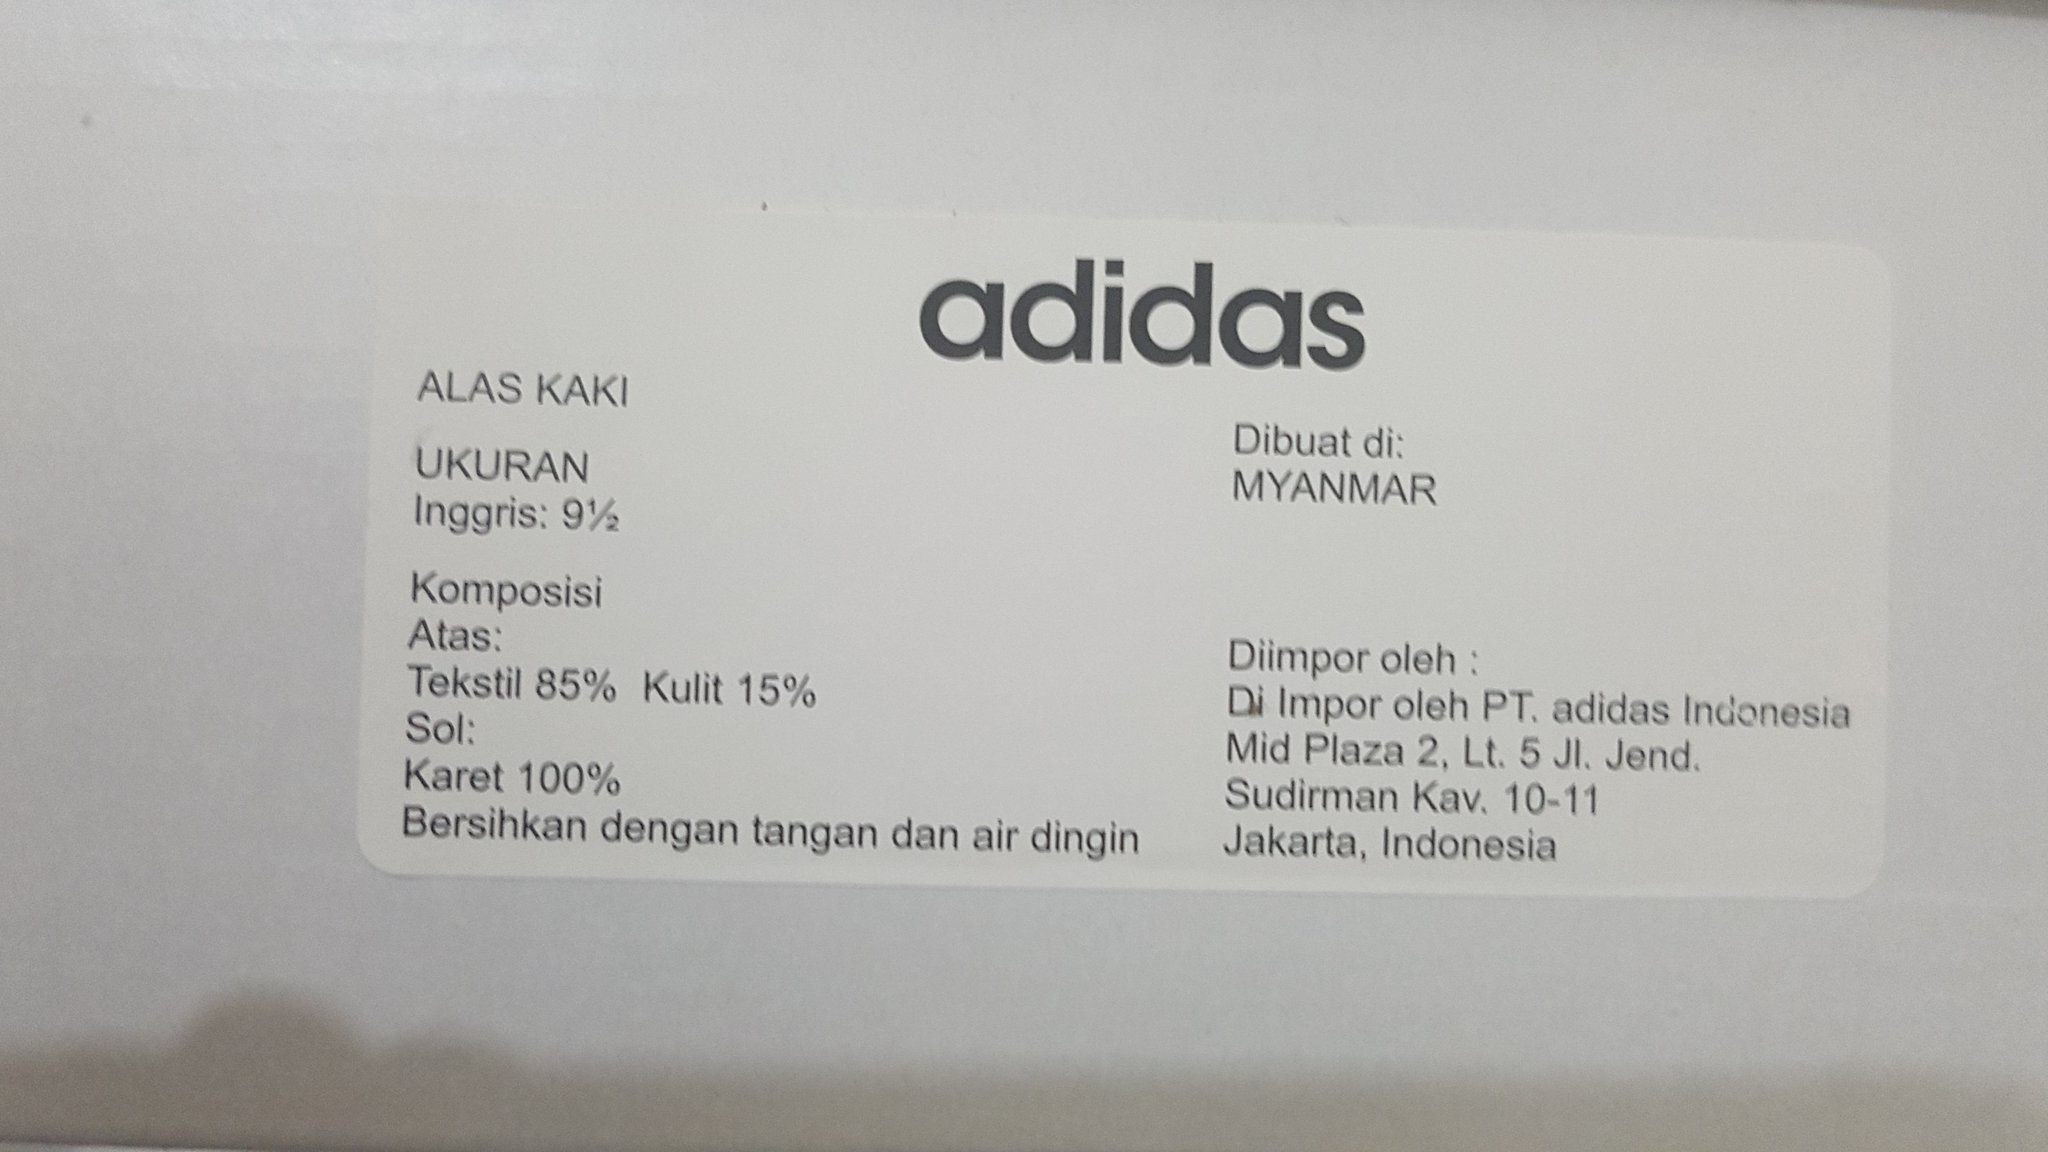 adidas
ALAS KAKI
UKURAN
Inggris: 9½
Komposisi
Atas:
Tekstil 85% Kulit 15%
Sol:
Karet 100%
Bersihkan dengan tangan dan air dingin
Dibuat di:
MYANMAR
Diimpor oleh :
Di Impor oleh PT. adidas Indonesia
Mid Plaza 2, Lt. 5 Jl. Jend.
Sudirman Kav. 10-11
Jakarta, Indonesia